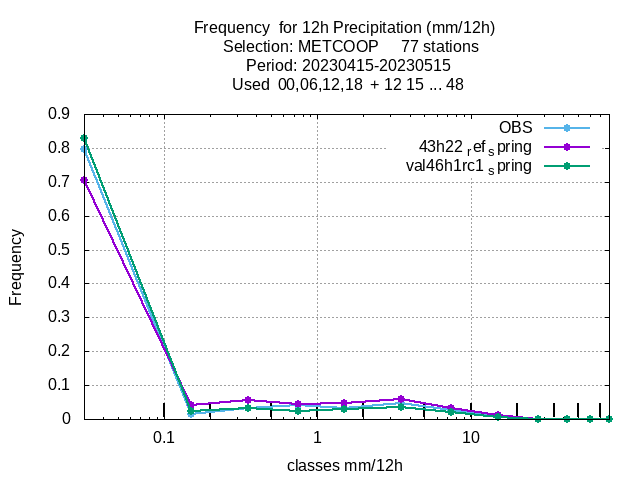 Frequency  for 12h Precipitation (mm/12h)
Selection: METCOOP     77 stations
Period: 20230415-20230515
Used  00,06,12,18  + 12 15 ... 48
0.9
0.8
0.7
0.6
0.5
0.4
0.3
0.2
0.1
0
Frequency
OBS
43h22 ref spring
val46h1rc1 spring
0.1
1
10
classes mm/12h